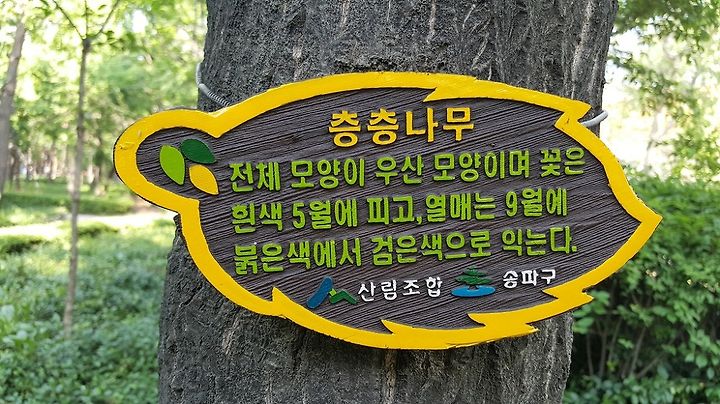 층층나무
전체 모양이 우산 모양이며 꽃은
흰색 5월에 피고, 열매는 9월에
붉은색에서 검은색으로 익는다.
산림조합 송파구